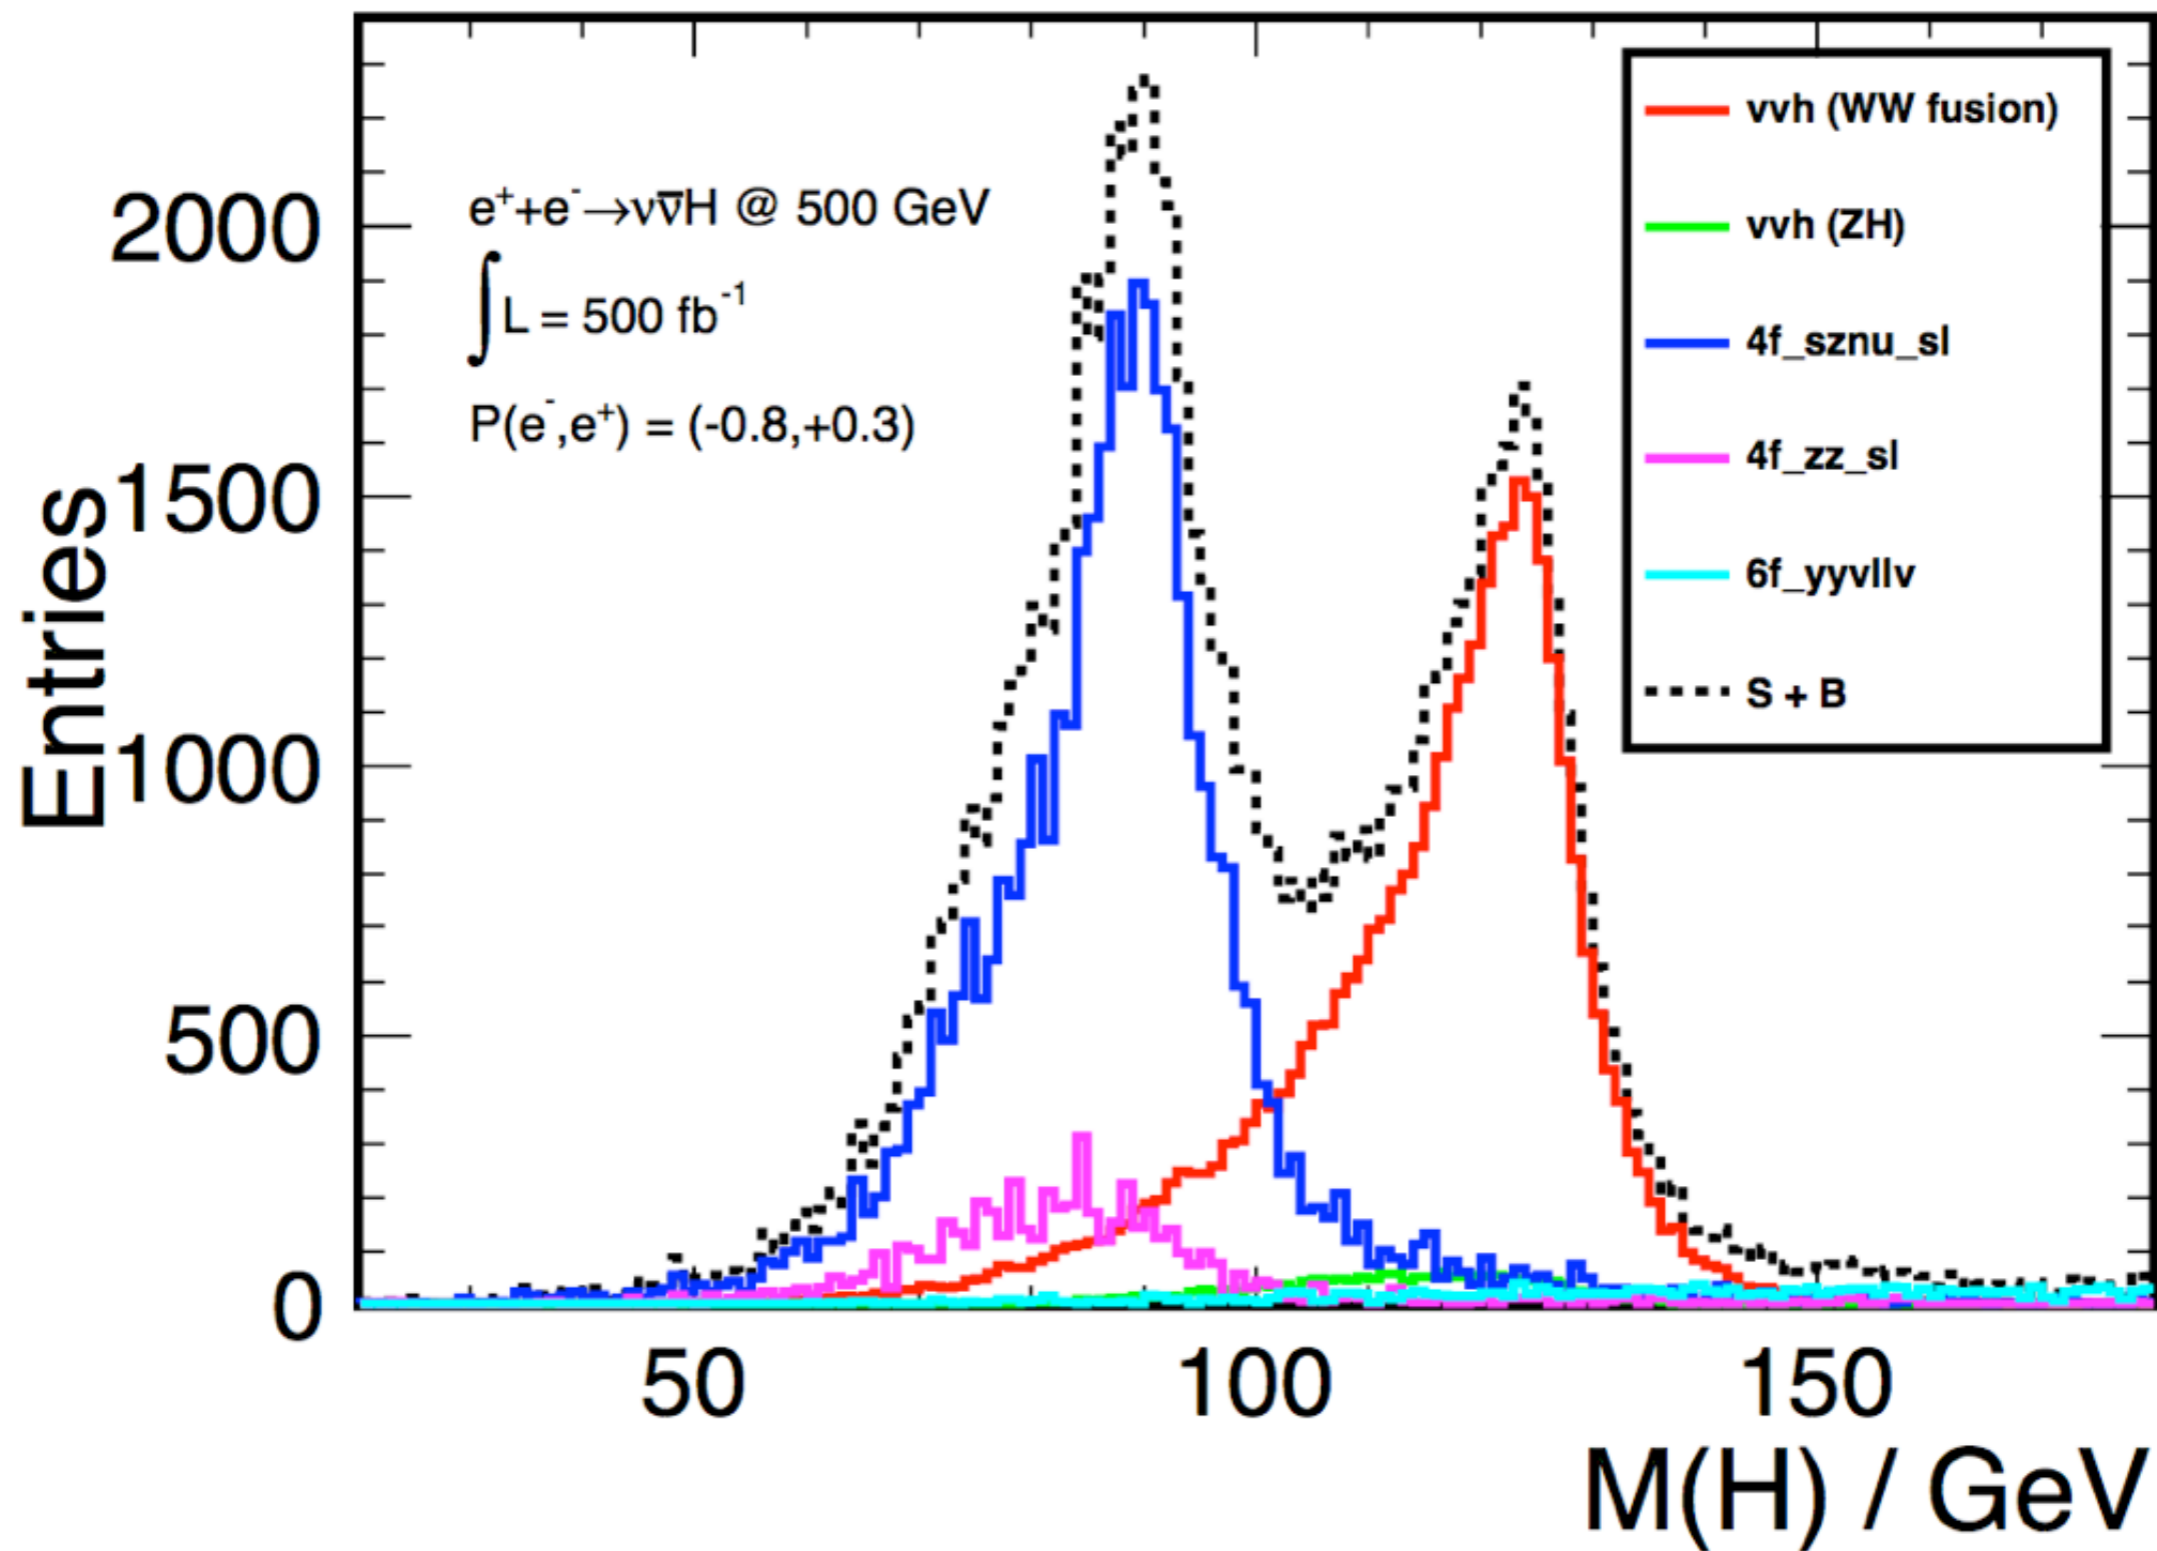 e⁺+e⁻→νν̅H @ 500 GeV
∫L = 500 fb⁻¹
P(e⁻,e⁺) = (-0.8,+0.3)
vvh (WW fusion)
vvh (ZH)
4f_sznu_sl
4f_zz_sl
6f_yyvllv
S + B
Entries
2000
1500
1000
500
0
50
100
150
M(H) / GeV